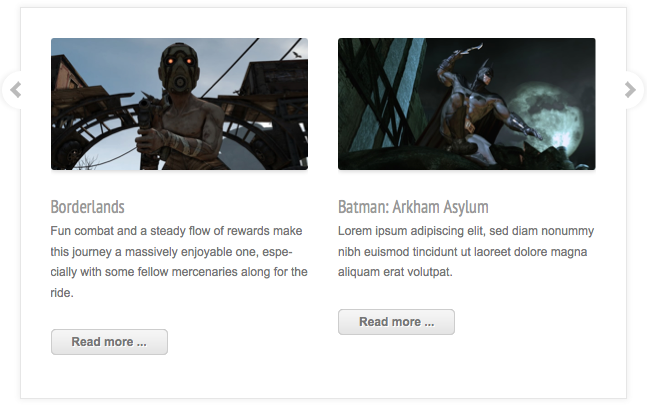 Borderlands
Fun combat and a steady flow of rewards make
this journey a massively enjoyable one, espe-
cially with some fellow mercenaries along for the
ride.
Read more ...
Batman: Arkham Asylum
Lorem ipsum adipiscing elit, sed diam nonummy
nibh euismod tincidunt ut laoreet dolore magna
aliquam erat volutpat.
Read more ...